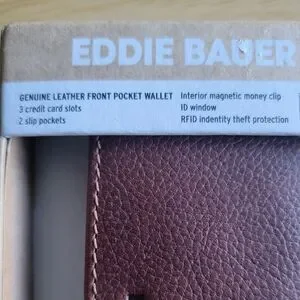 EDDIE BAUER
GENUINE LEATHER FRONT POCKET WALLET
3 credit card slots
2 slip pockets
Interior magnetic money clip
ID window
RFID indentity theft protection